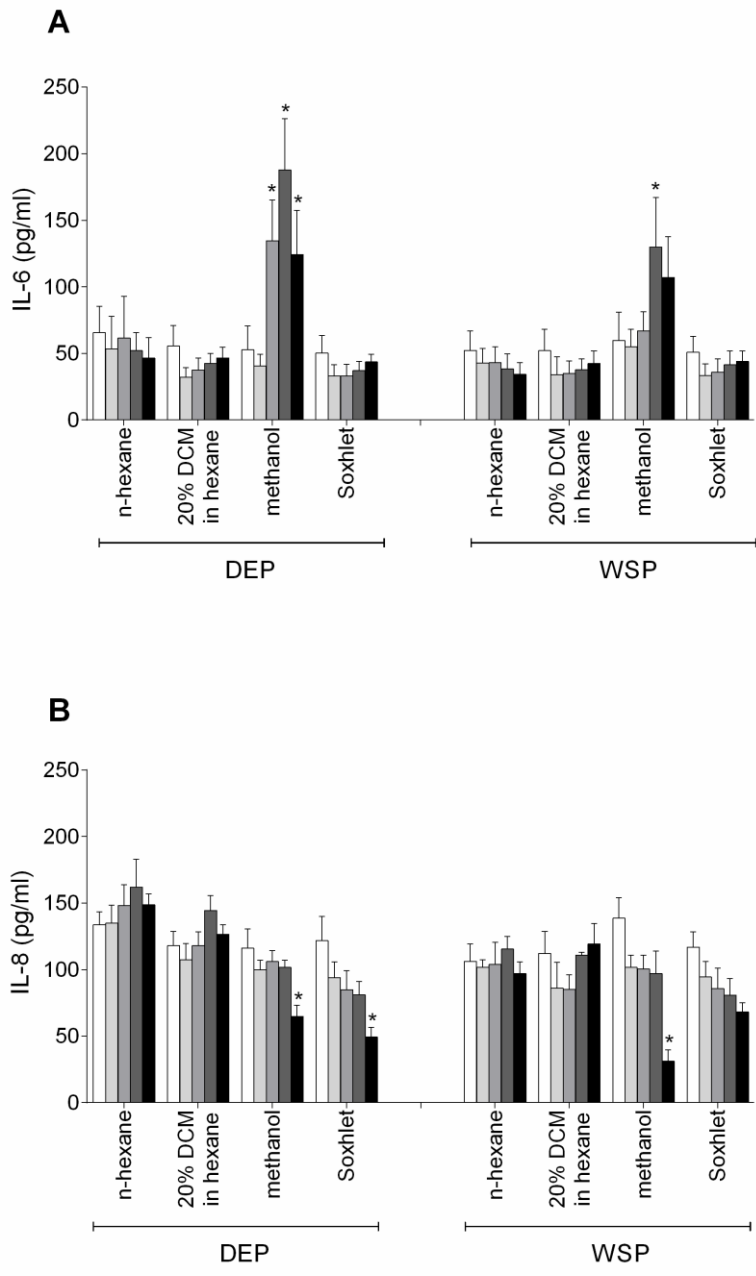 A
250
200
150
100
50
0
IL-6 (pg/ml)
*
*
*
*
n-hexane
20% DCM
in hexane
methanol
Soxhlet
n-hexane
20% DCM
in hexane
methanol
Soxhlet
DEP
WSP
B
250
200
150
100
50
0
IL-8 (pg/ml)
*
*
*
n-hexane
20% DCM
in hexane
methanol
Soxhlet
n-hexane
20% DCM
in hexane
methanol
Soxhlet
DEP
WSP